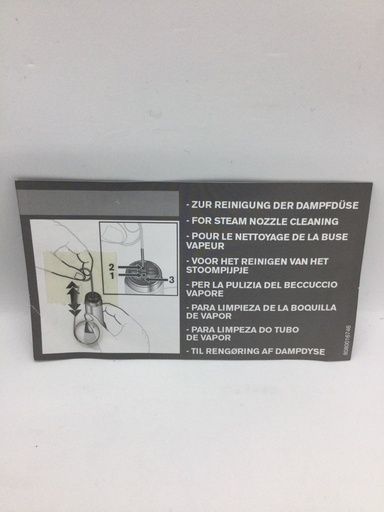 - ZUR REINIGUNG DER DAMPFDÜSE
- FOR STEAM NOZZLE CLEANING
- POUR LE NETTOYAGE DE LA BUSE
VAPEUR
- VOOR HET REINIGEN VAN HET
STOOMPIJPJE
- PER LA PULIZIA DEL BECCUCCIO
VAPORE
- PARA LIMPIEZA DE LA BOQUILLA
DE VAPOR
- PARA LIMPEZA DO TUBO
DE VAPOR
- TIL RENGØRING AF DAMPDYSE
2
1
3